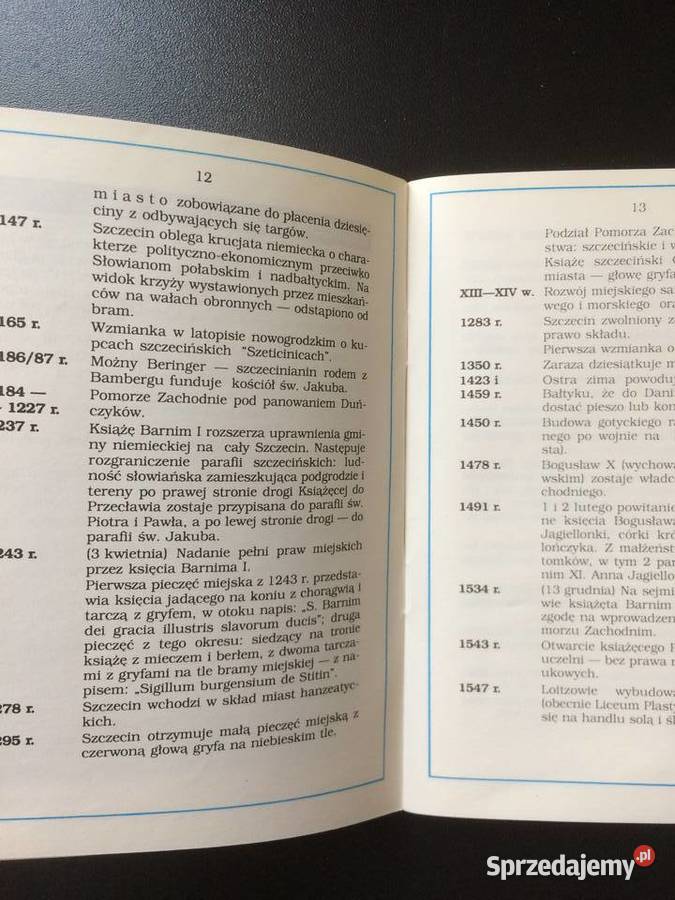 12
miasto zobowiązane do płacenia dziesię-
ciny z odbywających się targów.
147 r. Szczecin oblega krucjata niemiecka o chara-
kterze polityczno-ekonomicznym przeciwko
Słowianom połabskim i nadbałtyckim. Na
widok krzyży wystawionych przez mieszkań-
ców na wałach obronnych — odstąpiono od
bram.
165 r. Wzmianka w latopisie nowogrodzkim o ku-
pcach szczecińskich "Szeticinicach".
186/87 r. Możny Beringer — szczecinianin rodem z
Bambergu funduje kościół św. Jakuba.
184 — Pomorze Zachodnie pod panowaniem Duń-
- 1227 r. czyków.
237 r. Książę Barnim I rozszerza uprawnienia gmi-
ny niemieckiej na cały Szczecin. Następuje
rozgraniczenie parafii szczecińskich: lud-
ność słowiańska zamieszkująca podgrodzie i
tereny po prawej stronie drogi Książęcej do
Przecławia zostaje przypisana do parafii św.
Piotra i Pawła, a po lewej stronie drogi — do
parafii św. Jakuba.
243 r. (3 kwietnia) Nadanie pełni praw miejskich
przez księcia Barnima I.
Pierwsza pieczęć miejska z 1243 r. przedsta-
wia księcia jadącego na koniu z chorągwią i
tarczą z gryfem, w otoku napis: „S. Barnim
dei gracia illustris slavorum ducis"; druga
pieczęć z tego okresu: siedzący na tronie
książę z mieczem i berłem, z dwoma tarcza-
mi z gryfami na tle bramy miejskiej — z na-
pisem: „Sigillum burgensium de Stitin".
278 r. Szczecin wchodzi w skład miast hanzeatyc-
kich.
295 r. Szczecin otrzymuje małą pieczęć miejską z
czerwoną głową gryfa na niebieskim tle.
13
Podział Pomorza Zac
stwa: szczecińskie i w
Książę szczeciński
miasta — głowę gryfa
XIII—XIV w. Rozwój miejskiego sa
wego i morskiego ora
1283 r. Szczecin zwolniony z
prawo składu.
Pierwsza wzmianka o
1350 r. Zaraza dziesiątkuje m
1423 i Ostra zima powoduj
1459 r. Bałtyku, że do Dani
dostać pieszo lub kon
1450 r. Budowa gotyckiego ra
nego po wojnie na
sta).
1478 r. Bogusław X (wychowa
wskim) zostaje władc
chodniego.
1491 r. 1 i 2 lutego powitanie
ne księcia Bogusława
Jagiellonki, córki kró
lończyka. Z małżeńst
tomków, w tym 2 par
nim XI. Anna Jagiello
1534 r. (13 grudnia) Na sejmi
wie książęta Barnim
zgodę na wprowadzen
morzu Zachodnim.
1543 r. Otwarcie książęcego P
uczelni — bez prawa n
ukowych.
1547 r. Loitzowie wybudowa
(obecnie Liceum Plasty
się na handlu solą i śl
Sprzedajemy.pl